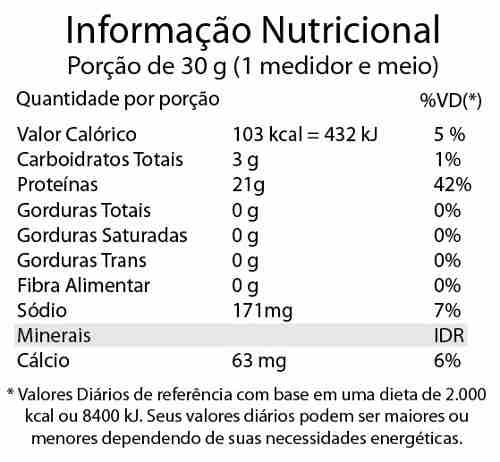 Informação Nutricional
Porção de 30 g (1 medidor e meio)
Quantidade por porção %VD(*)
Valor Calórico 103 kcal = 432 kJ 5 %
Carboidratos Totais 3 g 1%
Proteínas 21g 42%
Gorduras Totais 0 g 0%
Gorduras Saturadas 0 g 0%
Gorduras Trans 0 g 0%
Fibra Alimentar 0 g 0%
Sódio 171mg 7%
Minerais IDR
Cálcio 63 mg 6%
* Valores Diários de referência com base em uma dieta de 2.000
kcal ou 8400 kJ. Seus valores diários podem ser maiores ou
menores dependendo de suas necessidades energéticas.